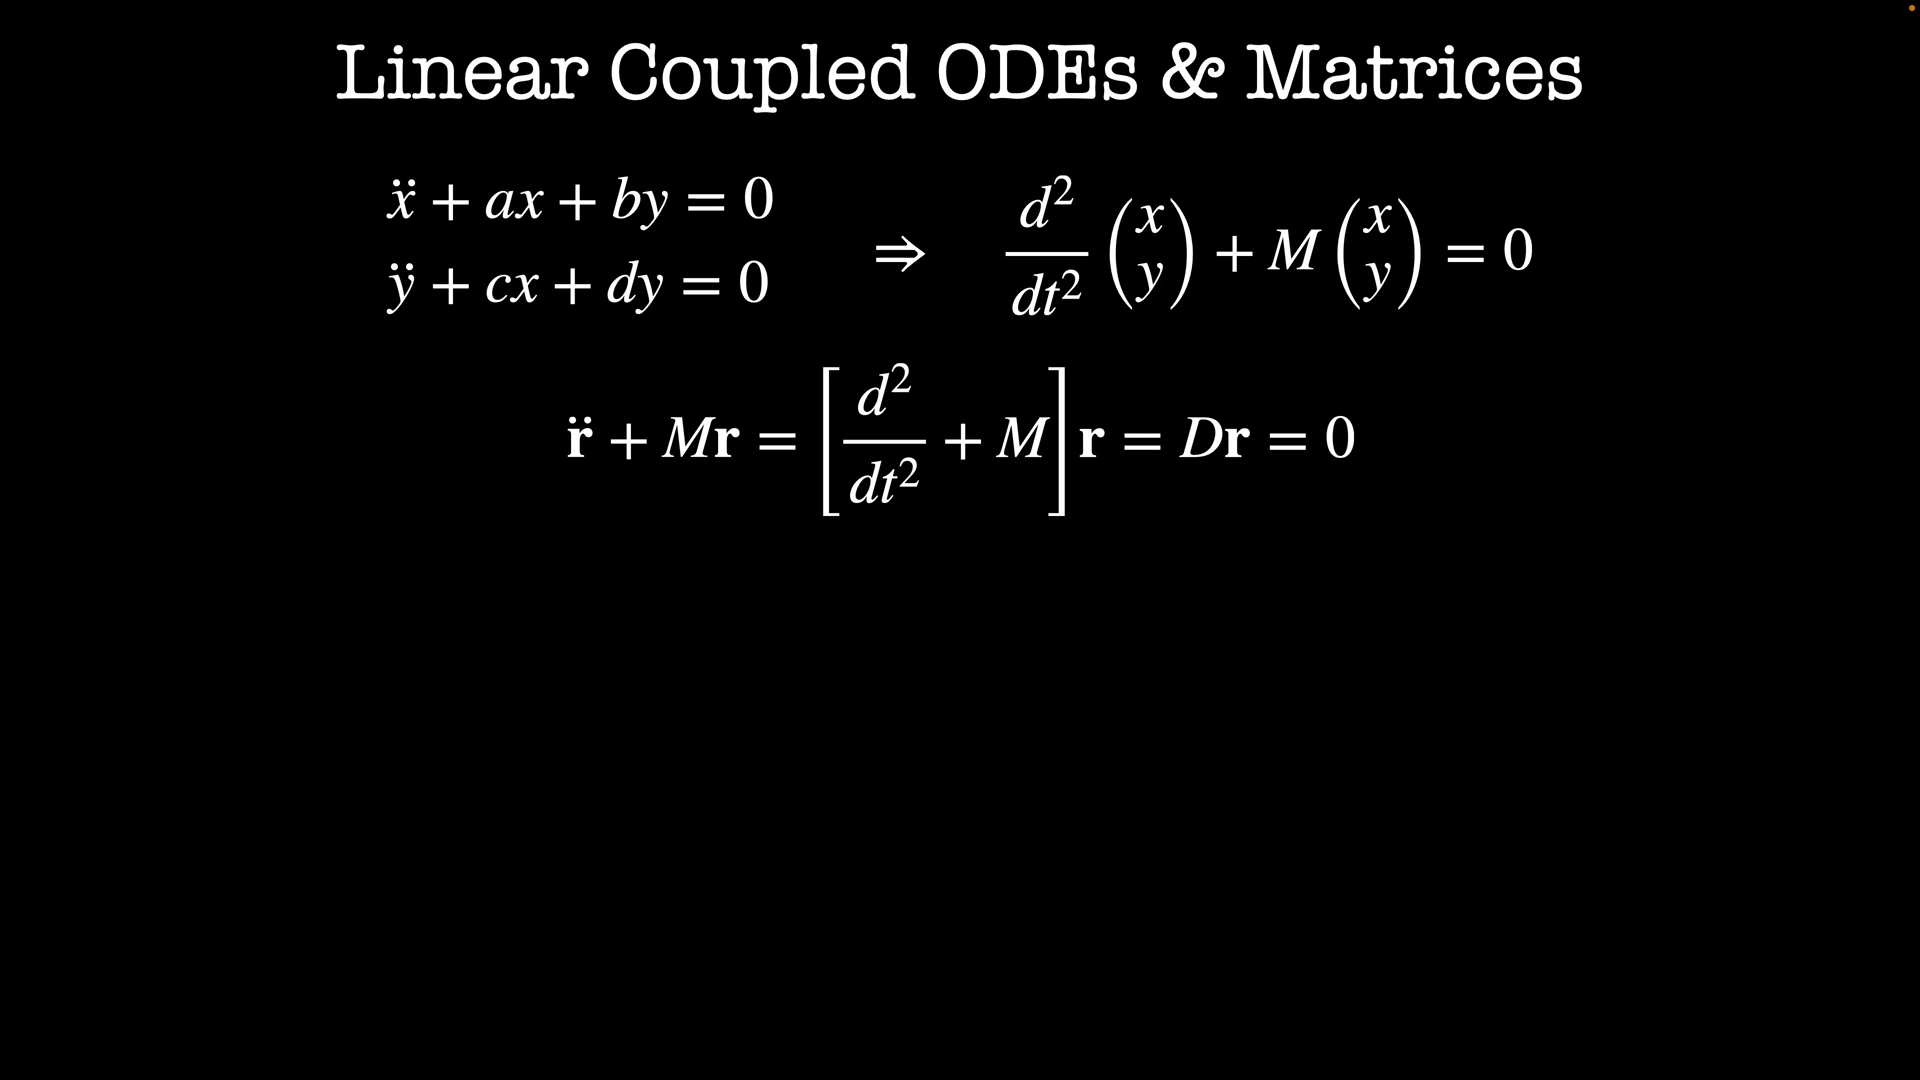 Linear Coupled ODEs & Matrices
ẍ + ax + by = 0
ÿ + cx + dy = 0
⇒ d²/dt² (x y) + M (x y) = 0
r̈ + Mr = [d²/dt² + M] r = Dr = 0